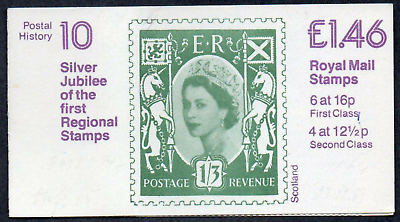 Postal
History
10
Silver
Jubilee
of the
first
Regional
Stamps
E R
1/3
POSTAGE
REVENUE
Scotland
£1.46
Royal Mail
Stamps
6 at 16p
First Class
4 at 12½p
Second Class